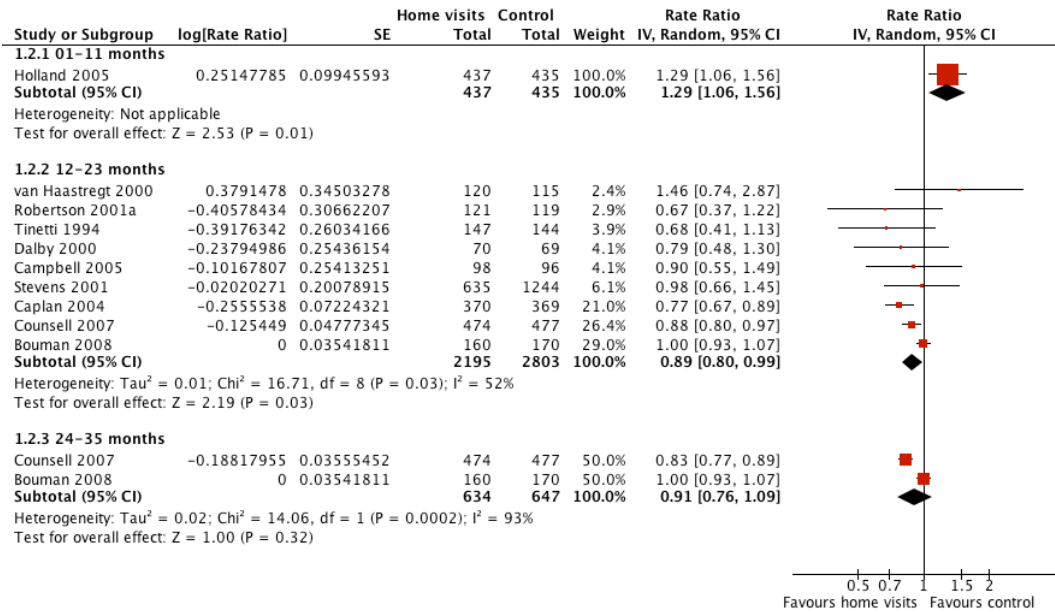 Home visits Control Rate Ratio Rate Ratio
Study or Subgroup log[Rate Ratio] SE Total Total Weight IV, Random, 95% CI IV, Random, 95% CI
1.2.1 01–11 months
Holland 2005 0.25147785 0.09945593 437 435 100.0% 1.29 [1.06, 1.56]
Subtotal (95% CI) 437 435 100.0% 1.29 [1.06, 1.56]
Heterogeneity: Not applicable
Test for overall effect: Z = 2.53 (P = 0.01)
1.2.2 12–23 months
van Haastregt 2000 0.3791478 0.34503278 120 115 2.4% 1.46 [0.74, 2.87]
Robertson 2001a −0.40578434 0.30662207 121 119 2.9% 0.67 [0.37, 1.22]
Tinetti 1994 −0.39176342 0.26034166 147 144 3.9% 0.68 [0.41, 1.13]
Dalby 2000 −0.23794986 0.25436154 70 69 4.1% 0.79 [0.48, 1.30]
Campbell 2005 −0.10167807 0.25413251 98 96 4.1% 0.90 [0.55, 1.49]
Stevens 2001 −0.02020271 0.20078915 635 1244 6.1% 0.98 [0.66, 1.45]
Caplan 2004 −0.2555538 0.07224321 370 369 21.0% 0.77 [0.67, 0.89]
Counsell 2007 −0.125449 0.04777345 474 477 26.4% 0.88 [0.80, 0.97]
Bouman 2008 0 0.03541811 160 170 29.0% 1.00 [0.93, 1.07]
Subtotal (95% CI) 2195 2803 100.0% 0.89 [0.80, 0.99]
Heterogeneity: Tau² = 0.01; Chi² = 16.71, df = 8 (P = 0.03); I² = 52%
Test for overall effect: Z = 2.19 (P = 0.03)
1.2.3 24–35 months
Counsell 2007 −0.18817955 0.03555452 474 477 50.0% 0.83 [0.77, 0.89]
Bouman 2008 0 0.03541811 160 170 50.0% 1.00 [0.93, 1.07]
Subtotal (95% CI) 634 647 100.0% 0.91 [0.76, 1.09]
Heterogeneity: Tau² = 0.02; Chi² = 14.06, df = 1 (P = 0.0002); I² = 93%
Test for overall effect: Z = 1.00 (P = 0.32)
0.5 0.7 1 1.5 2
Favours home visits Favours control